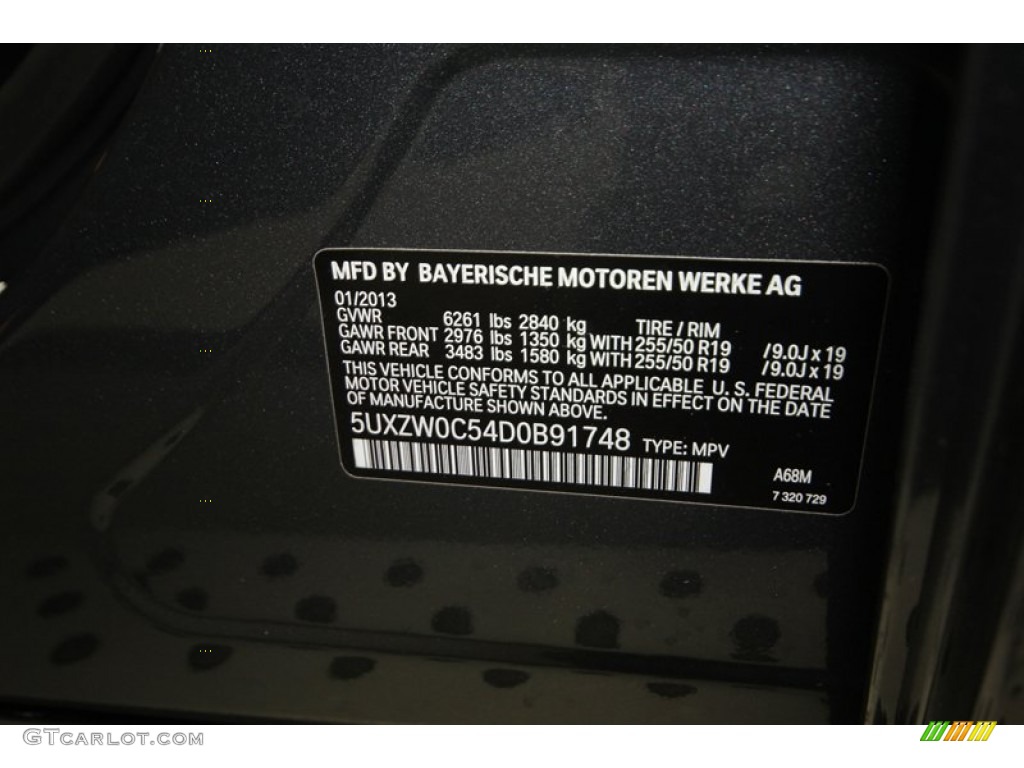 MFD BY BAYERISCHE MOTOREN WERKE AG
01/2013
GVWR 6261 lbs 2840 kg TIRE / RIM
GAWR FRONT 2976 lbs 1350 kg WITH 255/50 R19 /9.0J x 19
GAWR REAR 3483 lbs 1580 kg WITH 255/50 R19 /9.0J x 19
THIS VEHICLE CONFORMS TO ALL APPLICABLE U. S. FEDERAL
MOTOR VEHICLE SAFETY STANDARDS IN EFFECT ON THE DATE
OF MANUFACTURE SHOWN ABOVE.
5UXZW0C54D0B91748 TYPE: MPV
A68M
7 320 729
GTCARLOT.COM